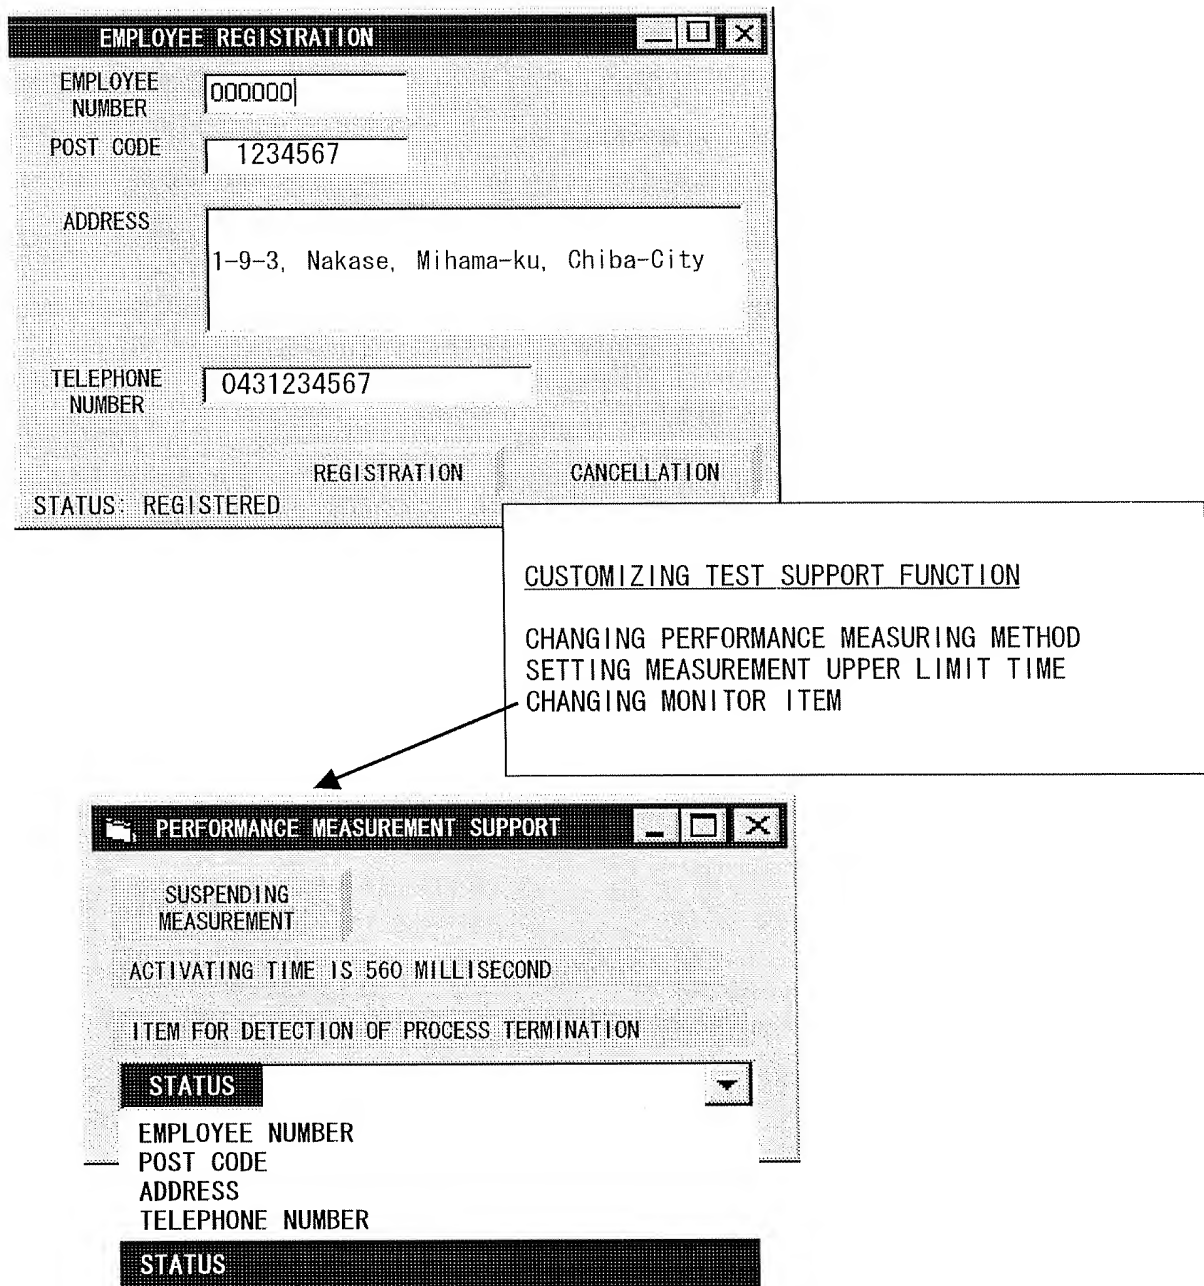 EMPLOYEE REGISTRATION
EMPLOYEE
NUMBER
000000
POST CODE
1234567
ADDRESS
1-9-3, Nakase, Mihama-ku, Chiba-City
TELEPHONE
NUMBER
0431234567
REGISTRATION
CANCELLATION
STATUS: REGISTERED
CUSTOMIZING TEST SUPPORT FUNCTION
CHANGING PERFORMANCE MEASURING METHOD
SETTING MEASUREMENT UPPER LIMIT TIME
CHANGING MONITOR ITEM
PERFORMANCE MEASUREMENT SUPPORT
SUSPENDING
MEASUREMENT
ACTIVATING TIME IS 560 MILLISECOND
ITEM FOR DETECTION OF PROCESS TERMINATION
STATUS
EMPLOYEE NUMBER
POST CODE
ADDRESS
TELEPHONE NUMBER
STATUS